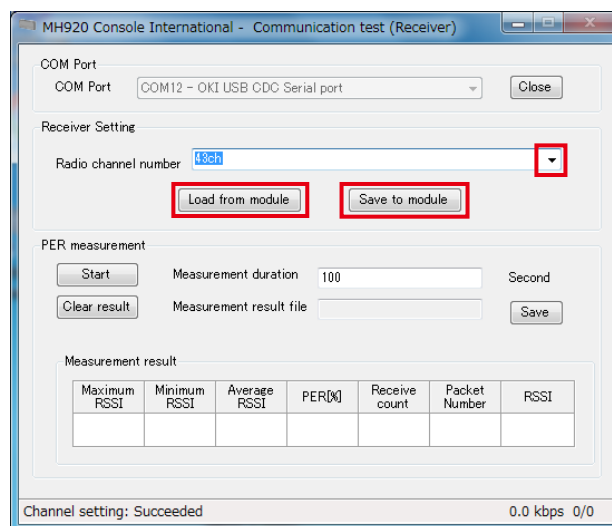 MH920 Console International - Communication test (Receiver)
COM Port
COM Port COM12 - OKI USB CDC Serial port Close
Receiver Setting
Radio channel number 43ch
Load from module Save to module
PER measurement
Start Measurement duration 100 Second
Clear result Measurement result file Save
Measurement result
Maximum RSSI Minimum RSSI Average RSSI PER[%] Receive count Packet Number RSSI
Channel setting: Succeeded 0.0 kbps 0/0